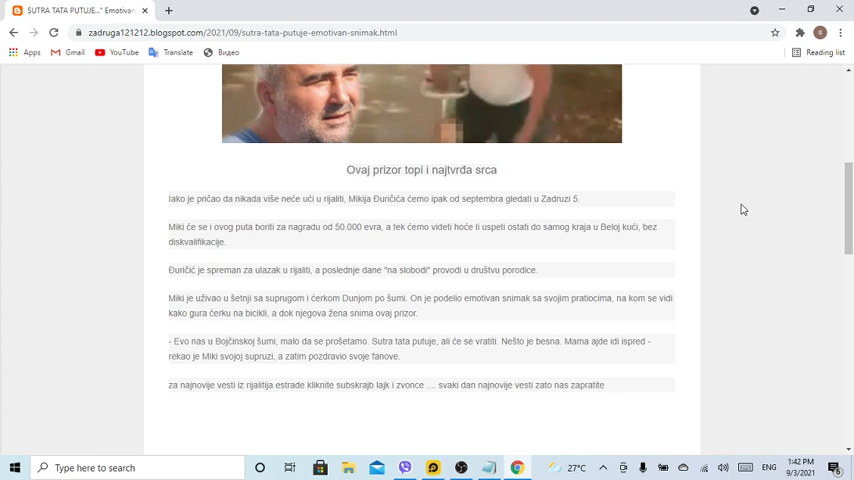 SUTRA TATA PUTUJE..." Emotivan
zadruga121212.blogspot.com/2021/09/sutra-tata-putuje-emotivan-snimak.html
Apps Gmail YouTube Translate Видео Reading list
Ovaj prizor topi i najtvrđa srca
Iako je pričao da nikada više neće ući u rijaliti, Mikija Đuričića ćemo ipak od septembra gledati u Zadruzi 5.
Miki će se i ovog puta boriti za nagradu od 50.000 evra, a tek ćemo videti hoće li uspeti ostati do samog kraja u Beloj kući, bez
diskvalifikacije.
Đuričić je spreman za ulazak u rijaliti, a poslednje dane "na slobodi" provodi u društvu porodice.
Miki je uživao u šetnji sa suprugom i ćerkom Dunjom po šumi. On je podelio emotivan snimak sa svojim pratiocima, na kom se vidi
kako gura ćerku na bicikli, a dok njegova žena snima ovaj prizor.
- Evo nas u Bojčinskoj šumi, malo da se prošetamo. Sutra tata putuje, ali će se vratiti. Nešto je besna. Mama ajde idi ispred -
rekao je Miki svojoj supruzi, a zatim pozdravio svoje fanove.
za najnovije vesti iz rijalitija estrade kliknite subskrajb lajk i zvonce .... svaki dan najnovije vesti zato nas zapratite
Type here to search
27°C
ENG
1:42 PM
9/3/2021